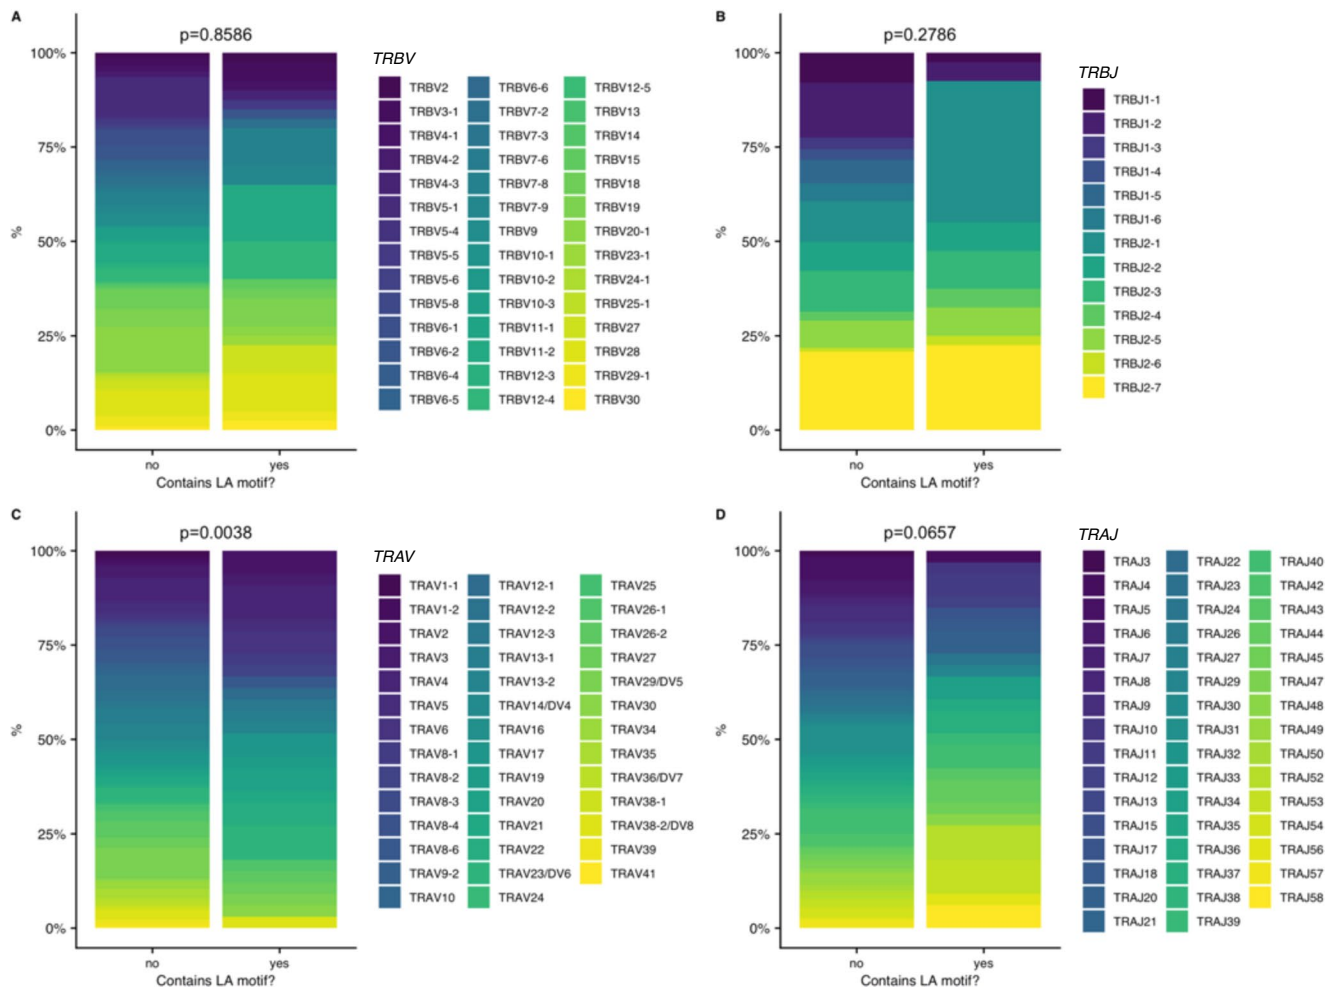 A
p=0.8586
100%
75%
50%
25%
0%
%
no yes
Contains LA motif?
TRBV
TRBV2 TRBV6-6 TRBV12-5
TRBV3-1 TRBV7-2 TRBV13
TRBV4-1 TRBV7-3 TRBV14
TRBV4-2 TRBV7-6 TRBV15
TRBV4-3 TRBV7-8 TRBV18
TRBV5-1 TRBV7-9 TRBV19
TRBV5-4 TRBV9 TRBV20-1
TRBV5-5 TRBV10-1 TRBV23-1
TRBV5-6 TRBV10-2 TRBV24-1
TRBV5-8 TRBV10-3 TRBV25-1
TRBV6-1 TRBV11-1 TRBV27
TRBV6-2 TRBV11-2 TRBV28
TRBV6-4 TRBV12-3 TRBV29-1
TRBV6-5 TRBV12-4 TRBV30
B
p=0.2786
100%
75%
50%
25%
0%
%
no yes
Contains LA motif?
TRBJ
TRBJ1-1
TRBJ1-2
TRBJ1-3
TRBJ1-4
TRBJ1-5
TRBJ1-6
TRBJ2-1
TRBJ2-2
TRBJ2-3
TRBJ2-4
TRBJ2-5
TRBJ2-6
TRBJ2-7
C
p=0.0038
100%
75%
50%
25%
0%
%
no yes
Contains LA motif?
TRAV
TRAV1-1 TRAV12-1 TRAV25
TRAV1-2 TRAV12-2 TRAV26-1
TRAV2 TRAV12-3 TRAV26-2
TRAV3 TRAV13-1 TRAV27
TRAV4 TRAV13-2 TRAV29/DV5
TRAV5 TRAV14/DV4 TRAV30
TRAV6 TRAV16 TRAV34
TRAV8-1 TRAV17 TRAV35
TRAV8-2 TRAV19 TRAV36/DV7
TRAV8-3 TRAV20 TRAV38-1
TRAV8-4 TRAV21 TRAV38-2/DV8
TRAV8-6 TRAV22 TRAV39
TRAV9-2 TRAV23/DV6 TRAV41
TRAV10 TRAV24
D
p=0.0657
100%
75%
50%
25%
0%
%
no yes
Contains LA motif?
TRAJ
TRAJ3 TRAJ22 TRAJ40
TRAJ4 TRAJ23 TRAJ42
TRAJ5 TRAJ24 TRAJ43
TRAJ6 TRAJ26 TRAJ44
TRAJ7 TRAJ27 TRAJ45
TRAJ8 TRAJ29 TRAJ47
TRAJ9 TRAJ30 TRAJ48
TRAJ10 TRAJ31 TRAJ49
TRAJ11 TRAJ32 TRAJ50
TRAJ12 TRAJ33 TRAJ52
TRAJ13 TRAJ34 TRAJ53
TRAJ15 TRAJ35 TRAJ54
TRAJ17 TRAJ36 TRAJ56
TRAJ18 TRAJ37 TRAJ57
TRAJ20 TRAJ38 TRAJ58
TRAJ21 TRAJ39